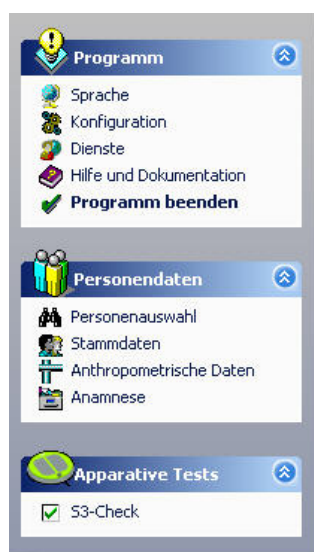 Programm
Sprache
Konfiguration
Dienste
Hilfe und Dokumentation
Programm beenden
Personendaten
Personenauswahl
Stammdaten
Anthropometrische Daten
Anamnese
Apparative Tests
S3-Check